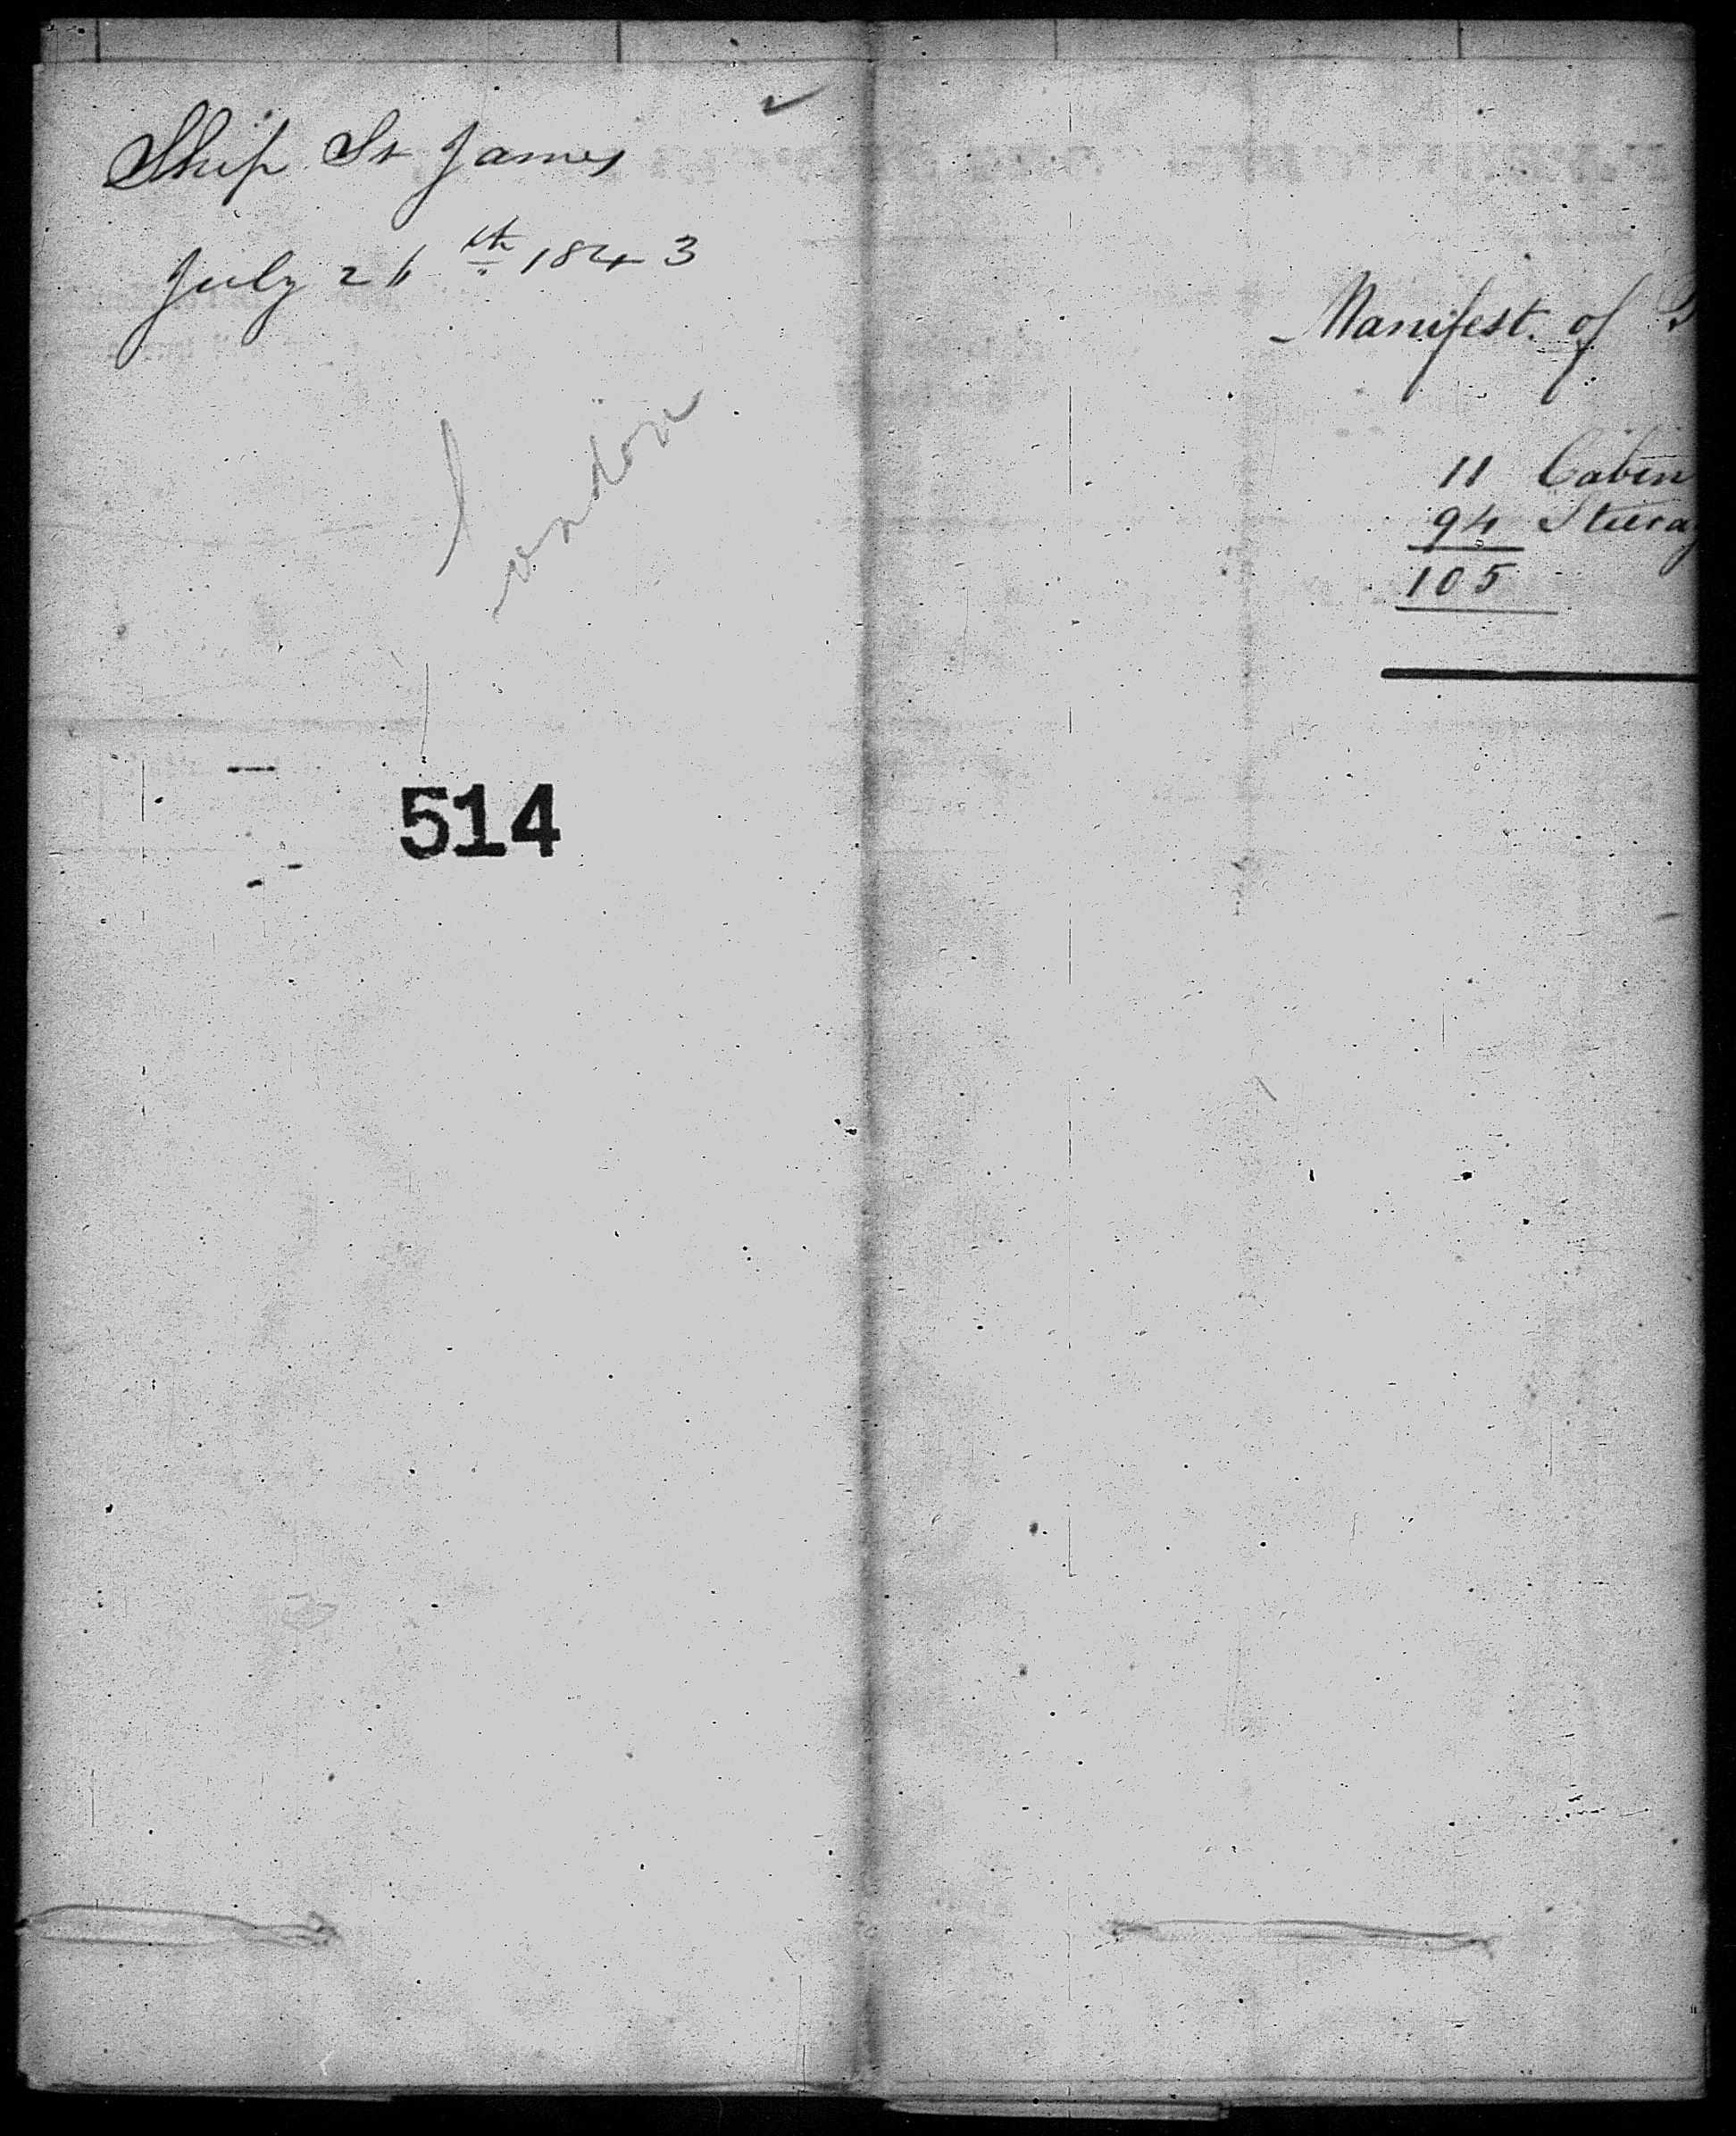 Ship St James
July 26th 1843
London
514
Manifest of
11 Cabin
94 Steerag
105